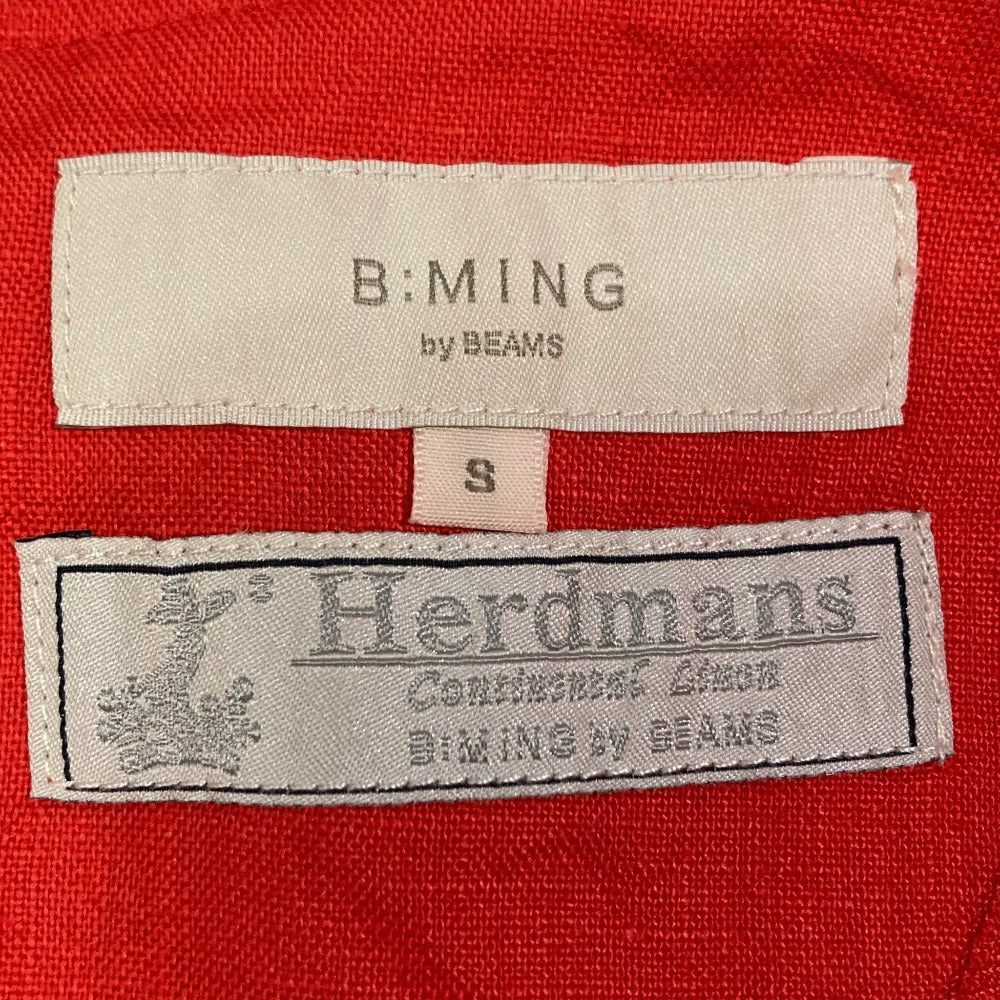 B:MING
by BEAMS
S
Herdmans
Continental Linen
B:MING by BEAMS